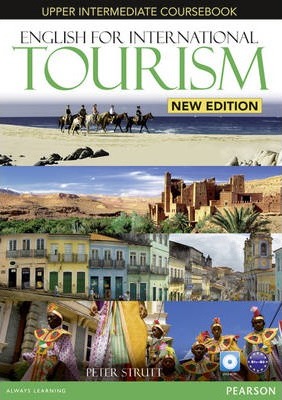 UPPER INTERMEDIATE COURSEBOOK
ENGLISH FOR INTERNATIONAL
TOURISM
NEW EDITION
PETER STRUTT
ALWAYS LEARNING
PEARSON